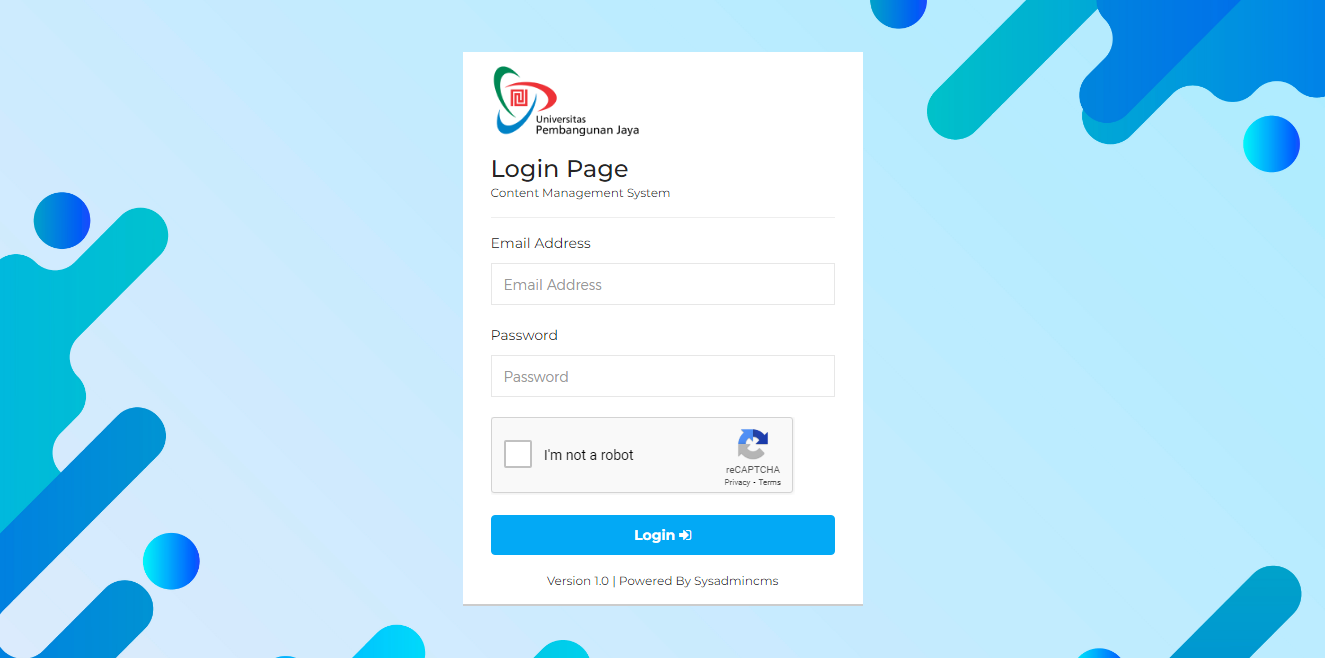 Universitas
Pembangunan Jaya
Login Page
Content Management System
Email Address
Email Address
Password
Password
I'm not a robot
reCAPTCHA
Privacy - Terms
Login
Version 1.0 | Powered By Sysadmincms